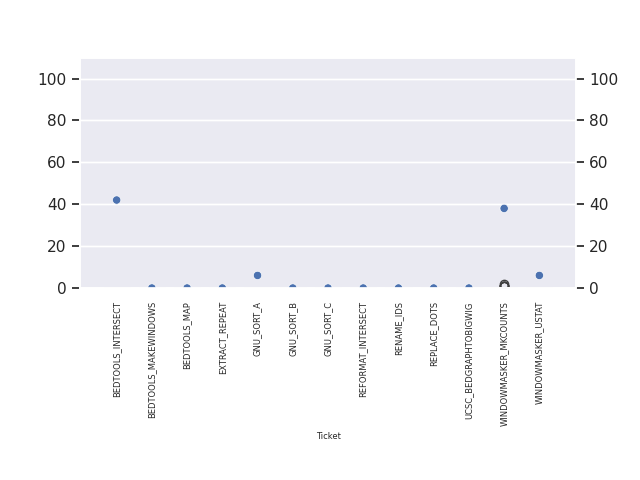 100 100
80 80
60 60
40 40
20 20
0 0
BEDTOOLS_INTERSECT
BEDTOOLS_MAKEWINDOWS
BEDTOOLS_MAP
EXTRACT_REPEAT
GNU_SORT_A
GNU_SORT_B
GNU_SORT_C
REFORMAT_INTERSECT
RENAME_IDS
REPLACE_DOTS
UCSC_BEDGRAPHTOBIGWIG
WINDOWMASKER_MKCOUNTS
WINDOWMASKER_USTAT
Ticket